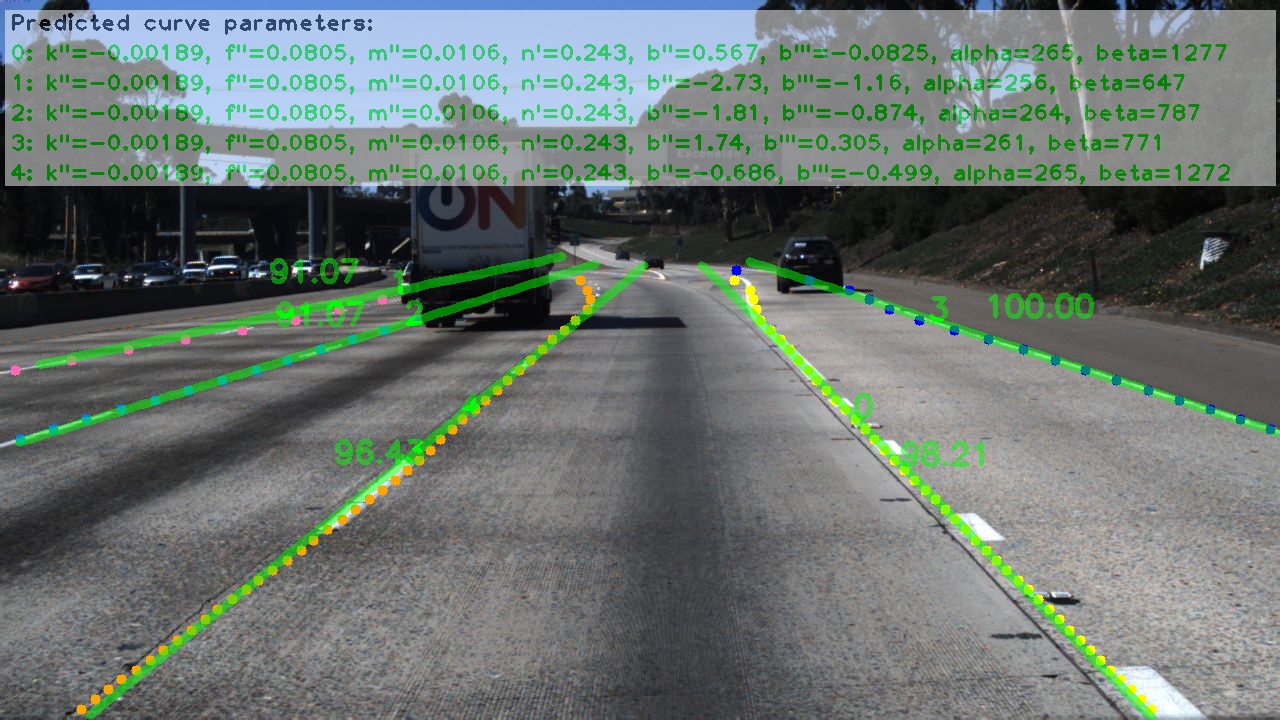 Predicted curve parameters:
0: k"=-0.00189, f"=0.0805, m"=0.0106, n'=0.243, b"=0.567, b'''=-0.0825, alpha=265, beta=1277
1: k"=-0.00189, f"=0.0805, m"=0.0106, n'=0.243, b"=-2.73, b'''=-1.16, alpha=256, beta=647
2: k"=-0.00189, f"=0.0805, m"=0.0106, n'=0.243, b"=-1.81, b'''=-0.874, alpha=264, beta=787
3: k"=-0.00189, f"=0.0805, m"=0.0106, n'=0.243, b"=1.74, b'''=0.305, alpha=261, beta=771
4: k"=-0.00189, f"=0.0805, m"=0.0106, n'=0.243, b"=-0.686, b'''=-0.499, alpha=265, beta=1272
ON
91.07 1
91.07 2
3 100.00
0
96.43
98.21